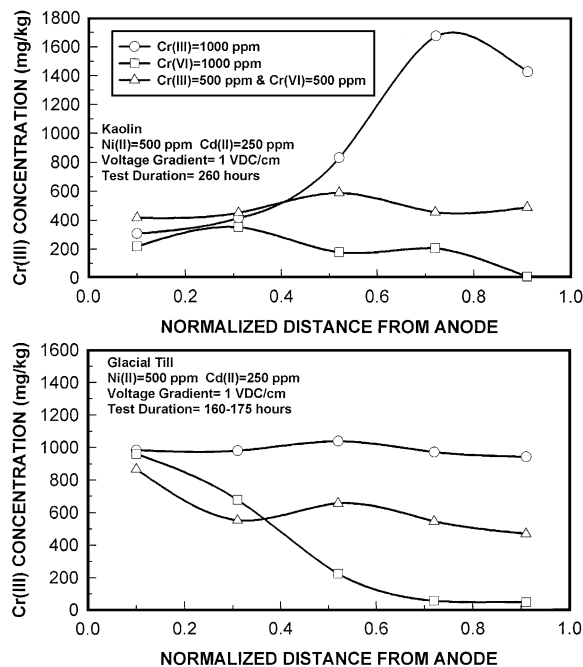 1800
1600
1400
1200
1000
800
600
400
200
0
Cr(III) CONCENTRATION (mg/kg)
Cr(III)=1000 ppm
Cr(VI)=1000 ppm
Cr(III)=500 ppm & Cr(VI)=500 ppm
Kaolin
Ni(II)=500 ppm Cd(II)=250 ppm
Voltage Gradient= 1 VDC/cm
Test Duration= 260 hours
0.0 0.2 0.4 0.6 0.8 1.0
NORMALIZED DISTANCE FROM ANODE
1600
1400
1200
1000
800
600
400
200
0
Cr(III) CONCENTRATION (mg/kg)
Glacial Till
Ni(II)=500 ppm Cd(II)=250 ppm
Voltage Gradient= 1 VDC/cm
Test Duration= 160-175 hours
0.0 0.2 0.4 0.6 0.8 1.0
NORMALIZED DISTANCE FROM ANODE